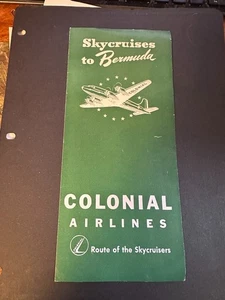 Skycruises
to Bermuda
COLONIAL
AIRLINES
Route of the Skycruisers